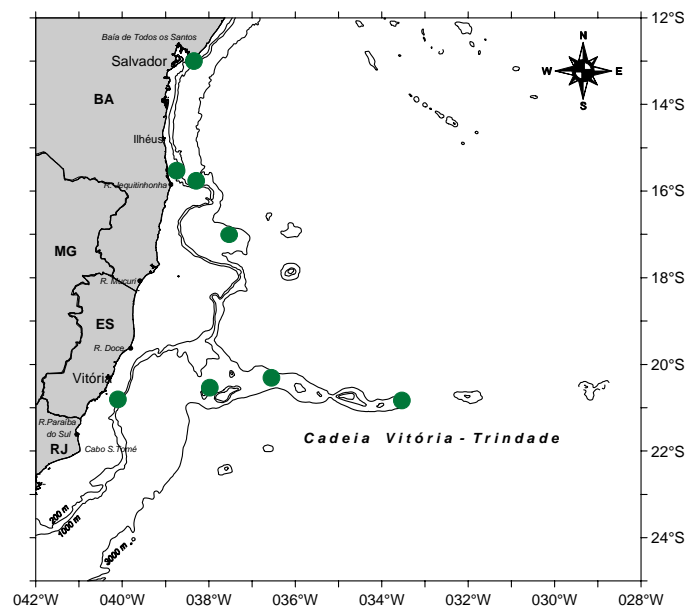 12°S
Baía de Todos os Santos
Salvador
N
W E
S
BA
14°S
Ilhéus
R. Jequitinhonha
16°S
MG
R. Mucuri
18°S
ES
R. Doce
20°S
Vitória
R.Paraíba
do Sul
Cadeia Vitória - Trindade
RJ
Cabo S.Tomé
22°S
200 m
1000 m
3000 m
24°S
042°W 040°W 038°W 036°W 034°W 032°W 030°W 028°W